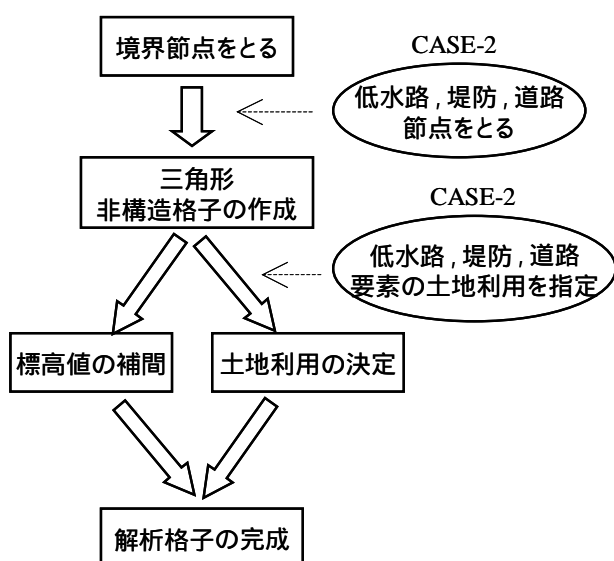 境界節点をとる
CASE-2
低水路 , 堤防 , 道路
節点をとる
三角形
非構造格子の作成
CASE-2
低水路 , 堤防 , 道路
要素の土地利用を指定
標高値の補間
土地利用の決定
解析格子の完成